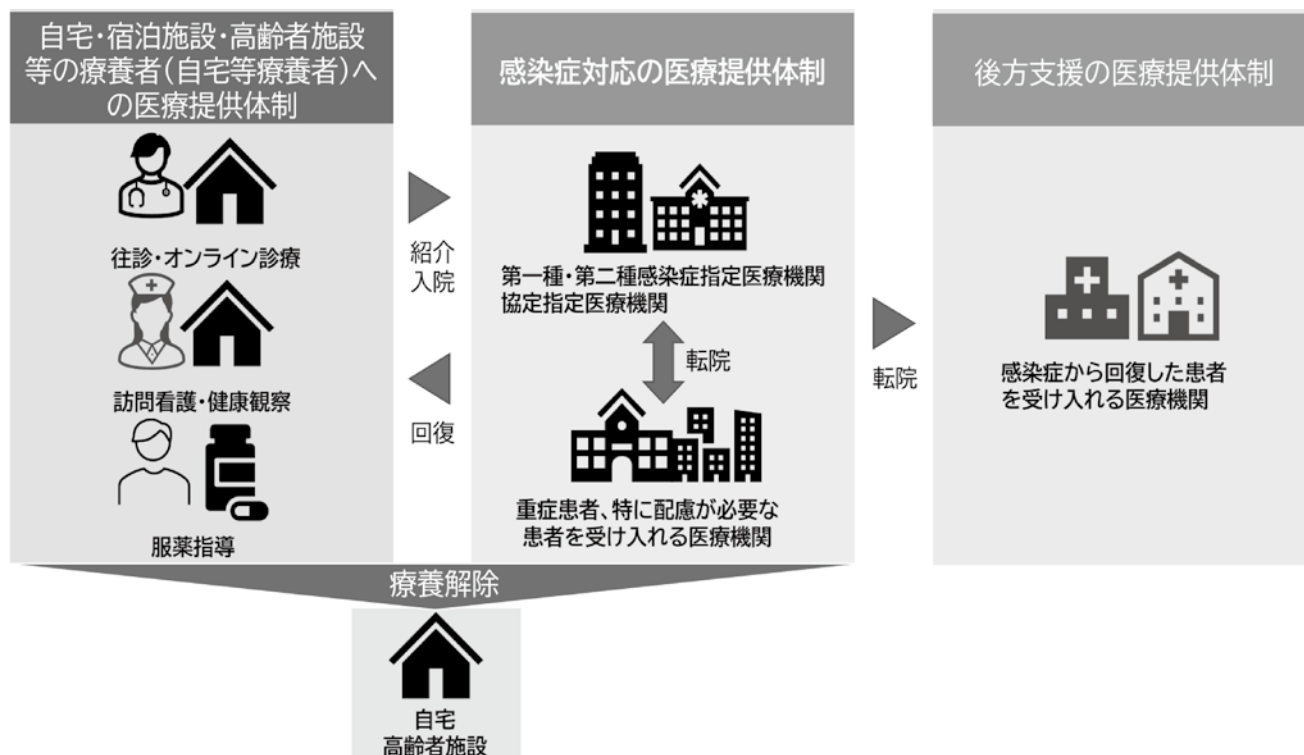 自宅・宿泊施設・高齢者施設
等の療養者(自宅等療養者)へ
の医療提供体制
往診・オンライン診療
訪問看護・健康観察
服薬指導
紹介
入院
回復
感染症対応の医療提供体制
第一種・第二種感染症指定医療機関
協定指定医療機関
転院
重症患者、特に配慮が必要な
患者を受け入れる医療機関
転院
後方支援の医療提供体制
感染症から回復した患者
を受け入れる医療機関
療養解除
自宅
高齢者施設